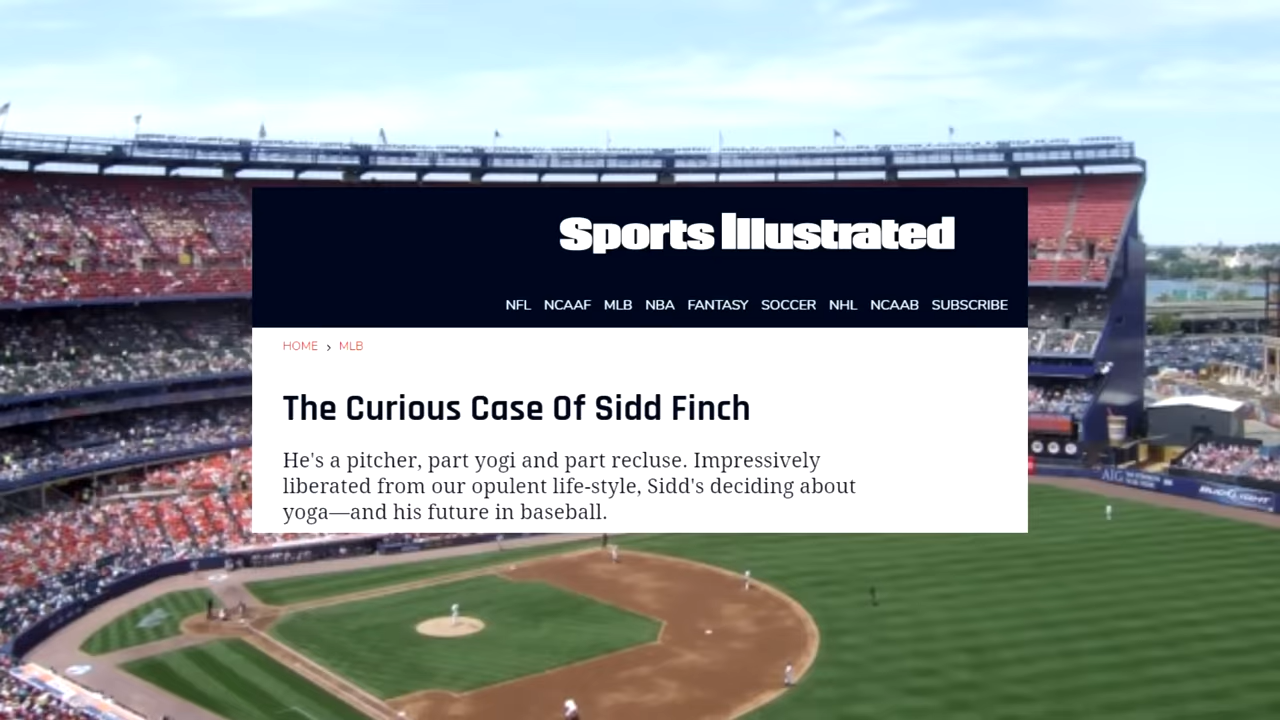 Sports Illustrated
NFL NCAAF MLB NBA FANTASY SOCCER NHL NCAAB SUBSCRIBE
HOME › MLB
The Curious Case Of Sidd Finch
He's a pitcher, part yogi and part recluse. Impressively
liberated from our opulent life-style, Sidd's deciding about
yoga—and his future in baseball.
AIG